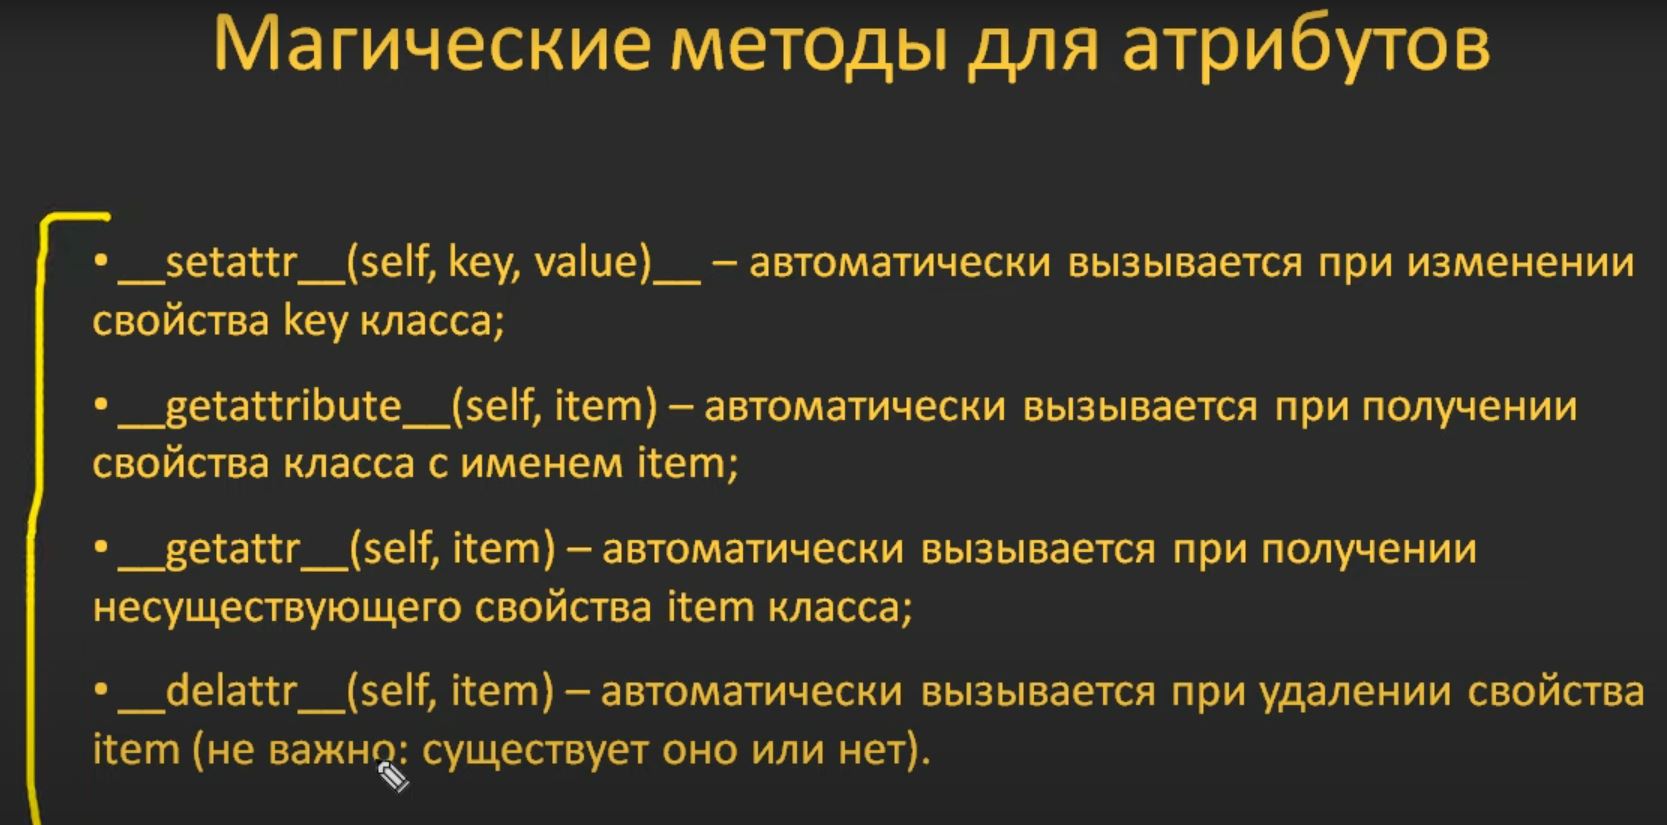 Магические методы для атрибутов
• __setattr__(self, key, value)__ – автоматически вызывается при изменении
свойства key класса;
• __getattribute__(self, item) – автоматически вызывается при получении
свойства класса с именем item;
• __getattr__(self, item) – автоматически вызывается при получении
несуществующего свойства item класса;
• __delattr__(self, item) – автоматически вызывается при удалении свойства
item (не важно: существует оно или нет).